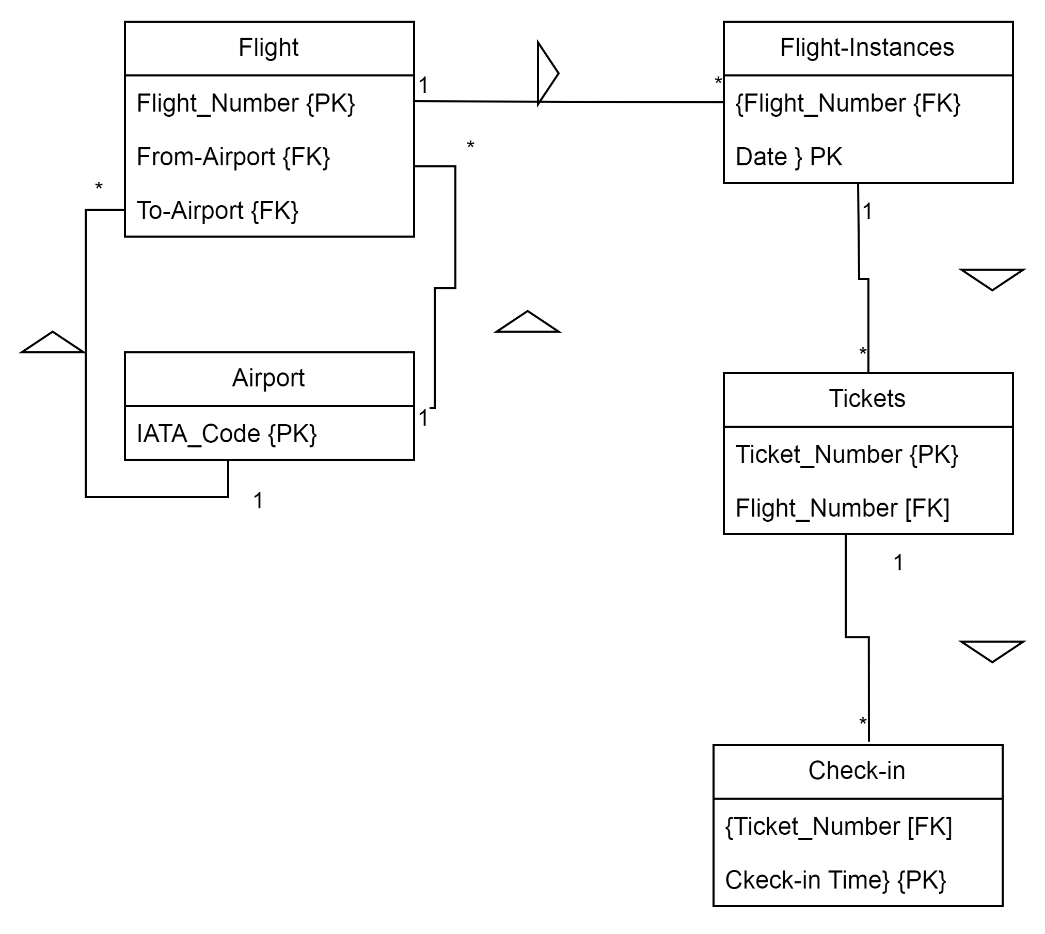 Flight
Flight_Number {PK}
From-Airport {FK}
To-Airport {FK}
1
*
*
*
Flight-Instances
{Flight_Number {FK}
Date } PK
1
*
Airport
IATA_Code {PK}
1
1
Tickets
Ticket_Number {PK}
Flight_Number [FK]
1
*
Check-in
{Ticket_Number [FK]
Ckeck-in Time} {PK}